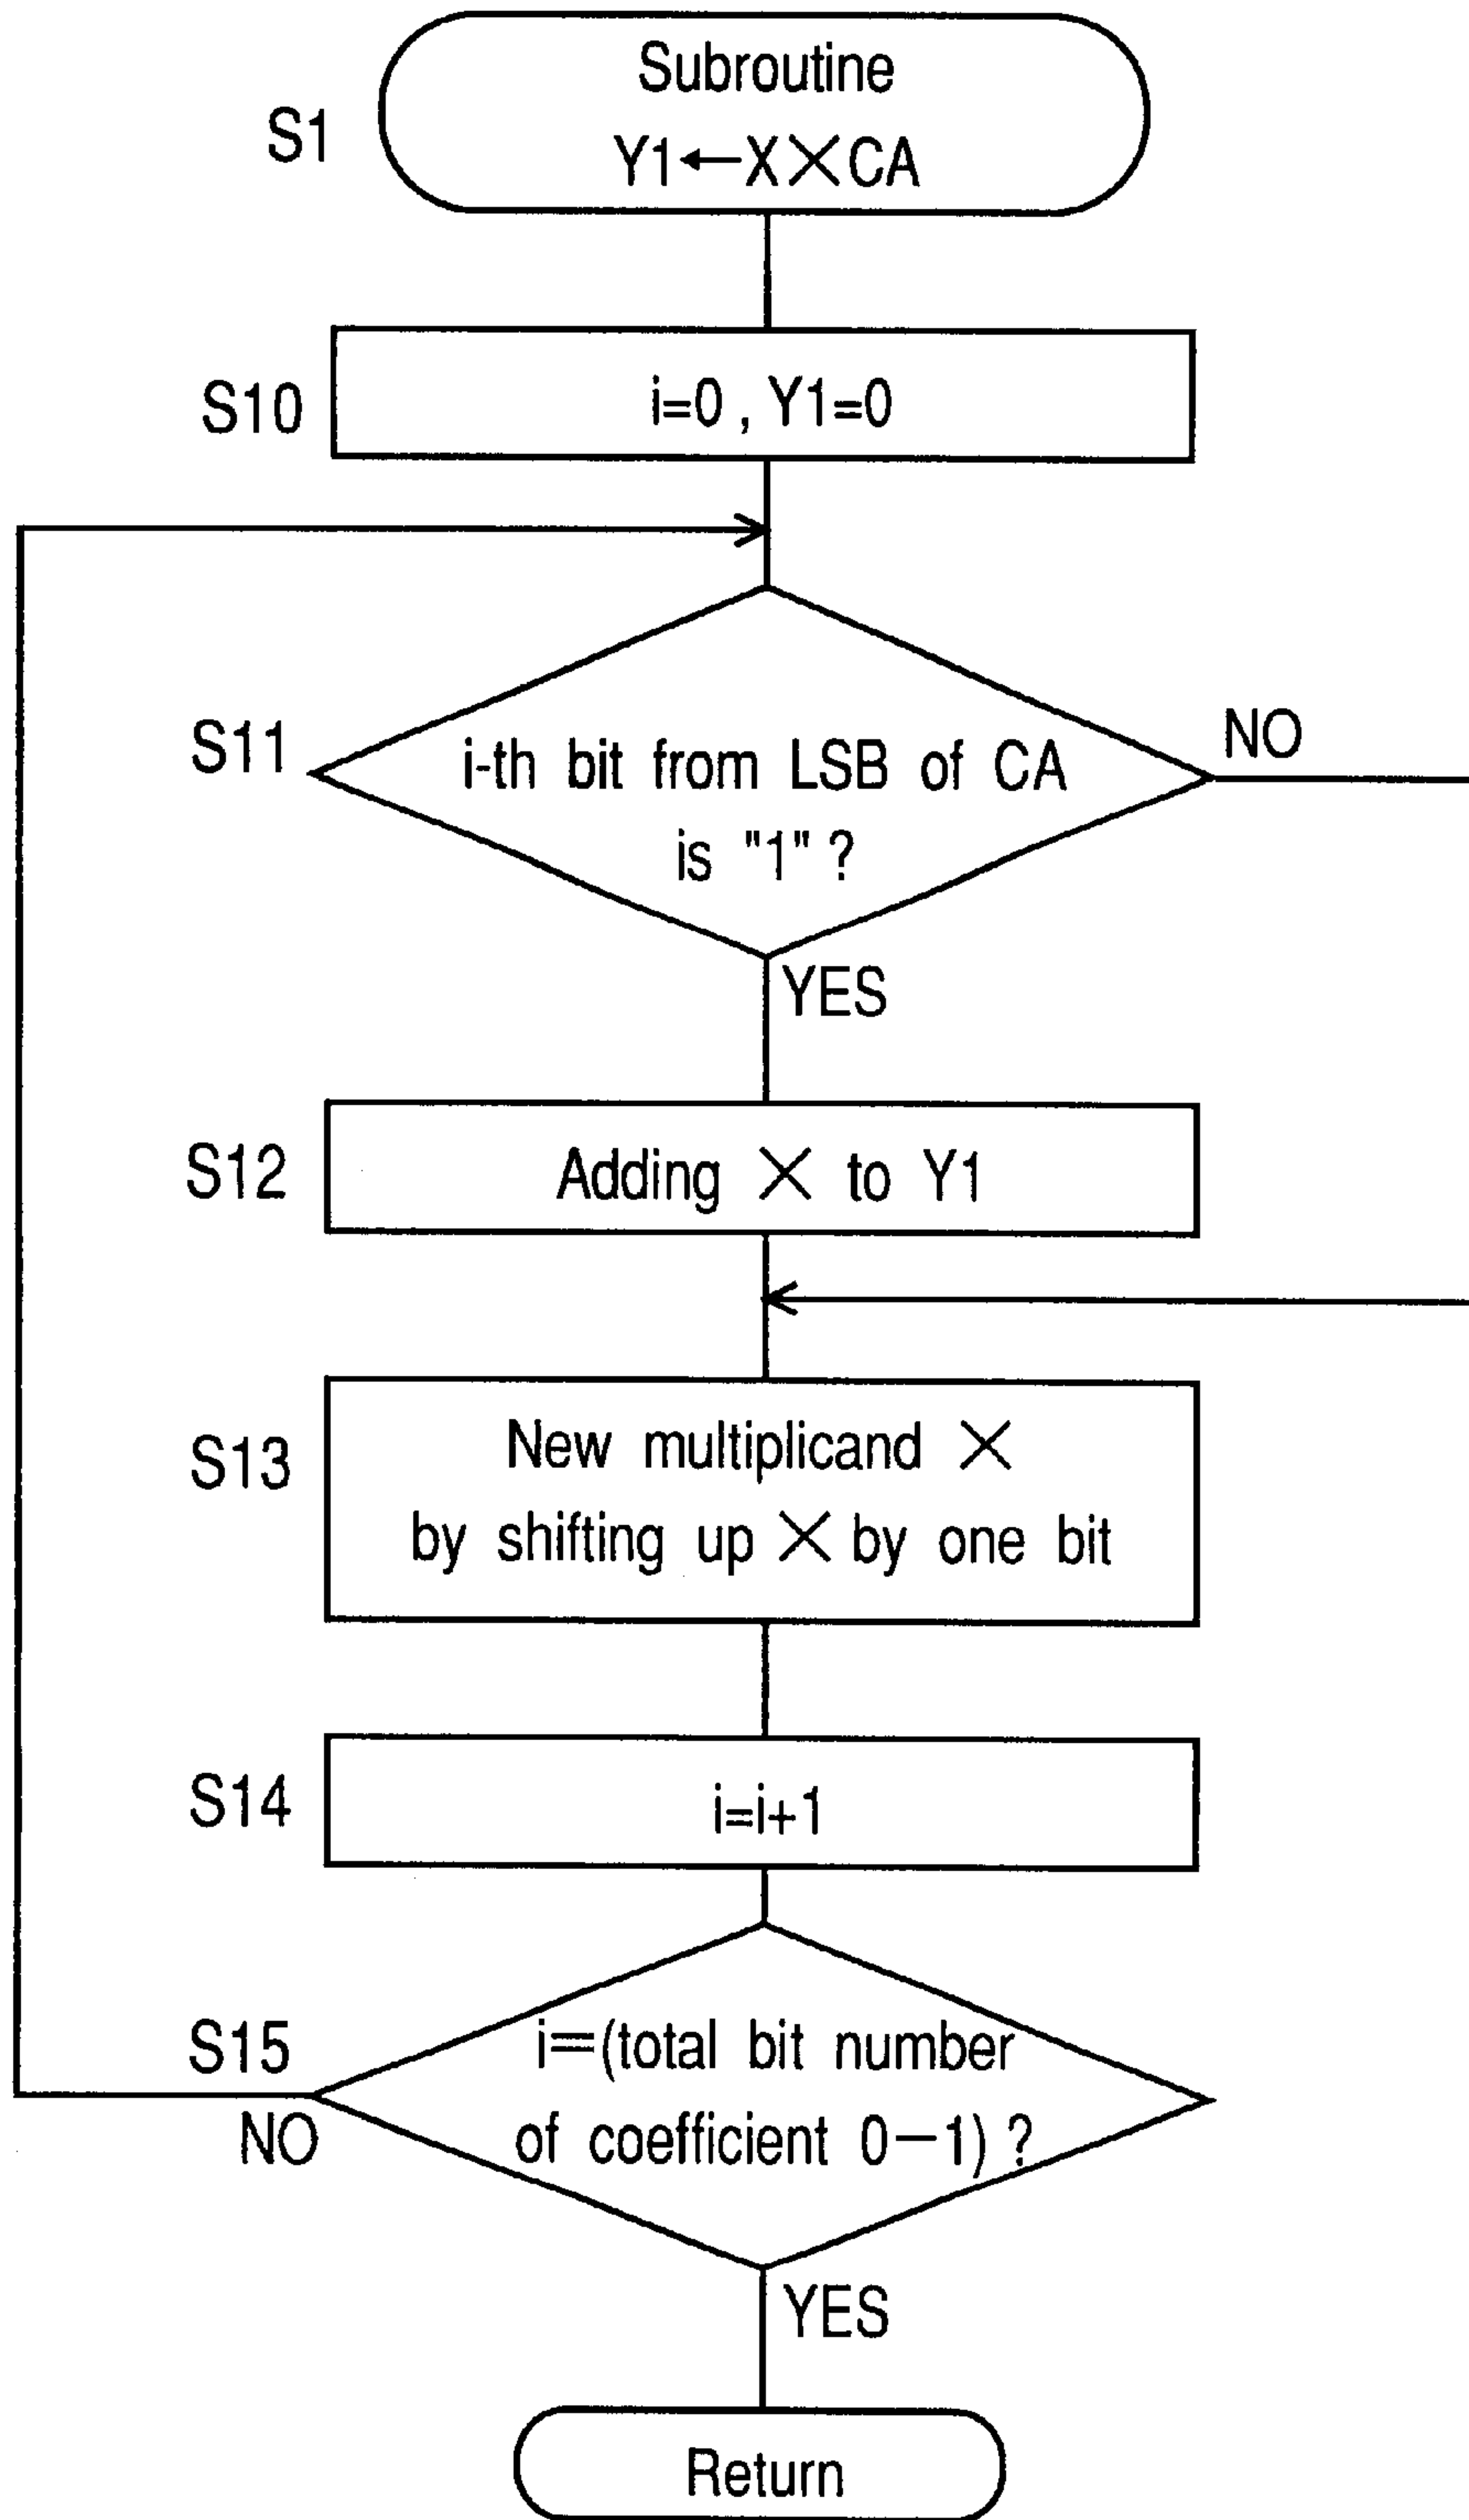 Subroutine
S1
Y1←X×CA
S10
i=0 , Y1=0
S11
NO
i-th bit from LSB of CA
is "1" ?
YES
S12
Adding X to Y1
S13
New multiplicand X
by shifting up X by one bit
S14
i=i+1
S15
i=(total bit number
of coefficient 0−1) ?
NO
YES
Return